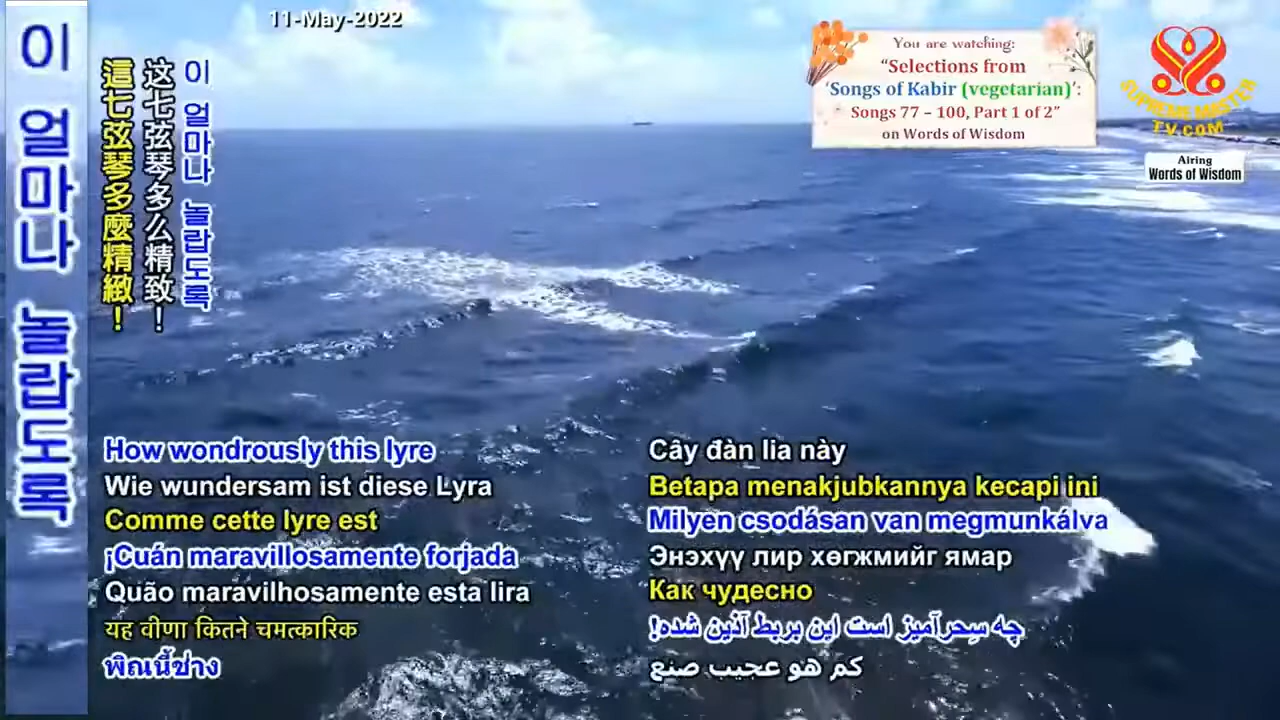 11-May-2022
You are watching:
"Selections from
'Songs of Kabir (vegetarian)':
Songs 77 – 100, Part 1 of 2"
on Words of Wisdom
SUPREME MASTER
TV.COM
Airing
Words of Wisdom
이 얼마나 놀랍도록
這七弦琴多麼精緻！
这七弦琴多么精致！
이 얼마나 놀랍도록
How wondrously this lyre
Wie wundersam ist diese Lyra
Comme cette lyre est
¡Cuán maravillosamente forjada
Quão maravilhosamente esta lira
यह वीणा कितने चमत्कारिक
พิณนี้ช่าง
Cây đàn lia này
Betapa menakjubkannya kecapi ini
Milyen csodásan van megmunkálva
Энэхүү лир хөгжмийг ямар
Как чудесно
چه سِحرآمیز است این بربط آذین شده!
كم هو عجيب صنع